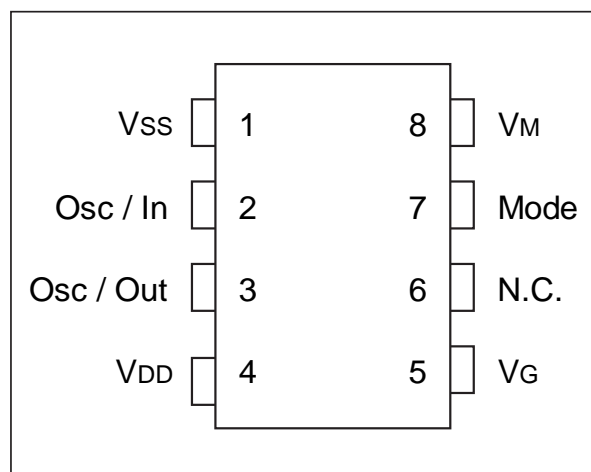 VSS 1 8 VM
Osc / In 2 7 Mode
Osc / Out 3 6 N.C.
VDD 4 5 VG